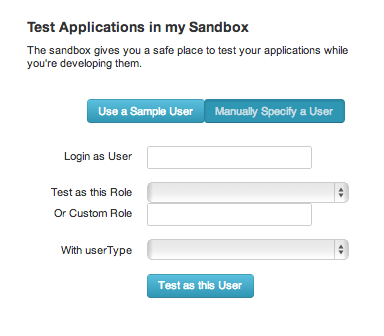 Test Applications in my Sandbox
The sandbox gives you a safe place to test your applications while
you're developing them.
Use a Sample User Manually Specify a User
Login as User
Test as this Role
Or Custom Role
With userType
Test as this User